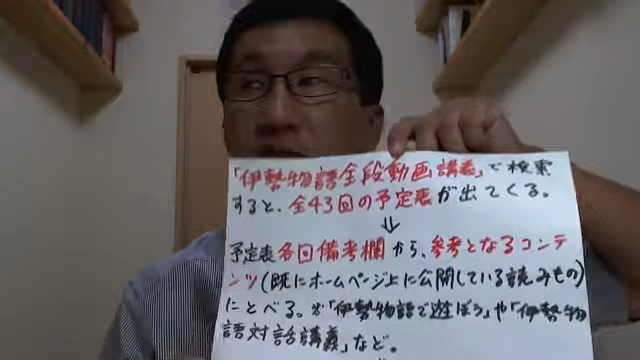 「伊勢物語全段動画講義」で検索
すると、全43回の予定表が出てくる。
↓
予定表各回備考欄から、参考となるコンテ
ンツ(既にホームページ上に公開している読みもの)
にとべる。※「伊勢物語で遊ぼう」や「伊勢物
語対話講義」など。